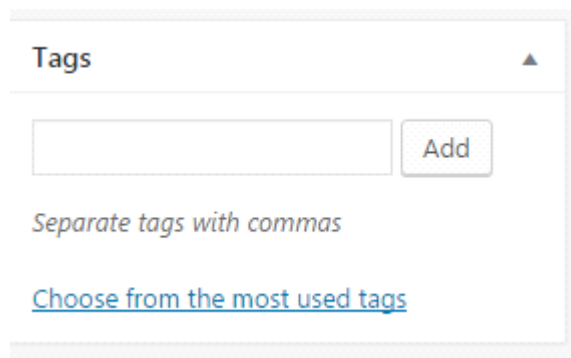 Tags
Add
Separate tags with commas
Choose from the most used tags